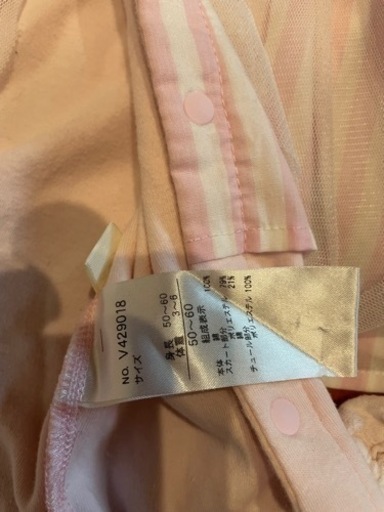 No. V429018
サイズ
身長 50~60
体重 3~6
50~60
組成表示
本体 綿 100%
スカート部分 綿 79%
ポリエステル 21%
チュール部分 ポリエステル 100%